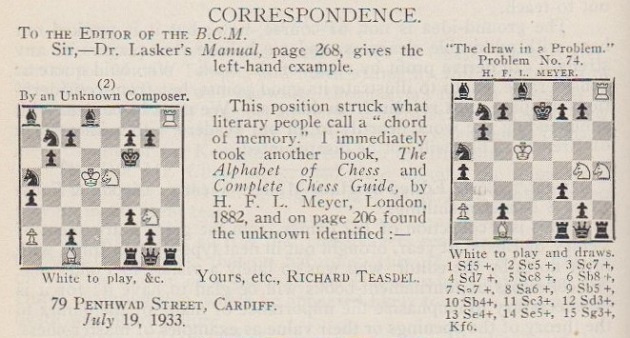 CORRESPONDENCE.
To the Editor of the B.C.M.
Sir,—Dr. Lasker's Manual, page 268, gives the
left-hand example.
(2)
By an Unknown Composer.
White to play, &c.
This position struck what
literary people call a "chord
of memory." I immediately
took another book, The
Alphabet of Chess and
Complete Chess Guide, by
H. F. L. Meyer, London,
1882, and on page 206 found
the unknown identified :—
Yours, etc., Richard Teasdel.
79 Penhwad Street, Cardiff.
July 19, 1933.
"The draw in a Problem."
Problem No. 74.
H. F. L. MEYER.
White to play and draws.
1 Sf5+, 2 Se5+, 3 Se7+,
4 Sd7+, 5 Sc8+, 6 Sb8+,
7 8 Sa6+, 9 Sb5+,
10 Sb4+, 11 Sc3+, 12 Sd3+,
13 Se4+, 14 Se5+, 15 Sg3+,
Kf6.